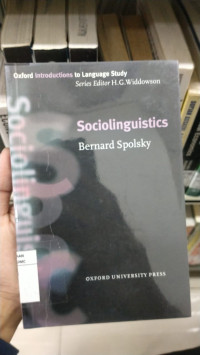 Oxford Introductions to Language Study
Series Editor H.G.Widdowson
Sociolinguistics
Bernard Spolsky
OXFORD UNIVERSITY PRESS